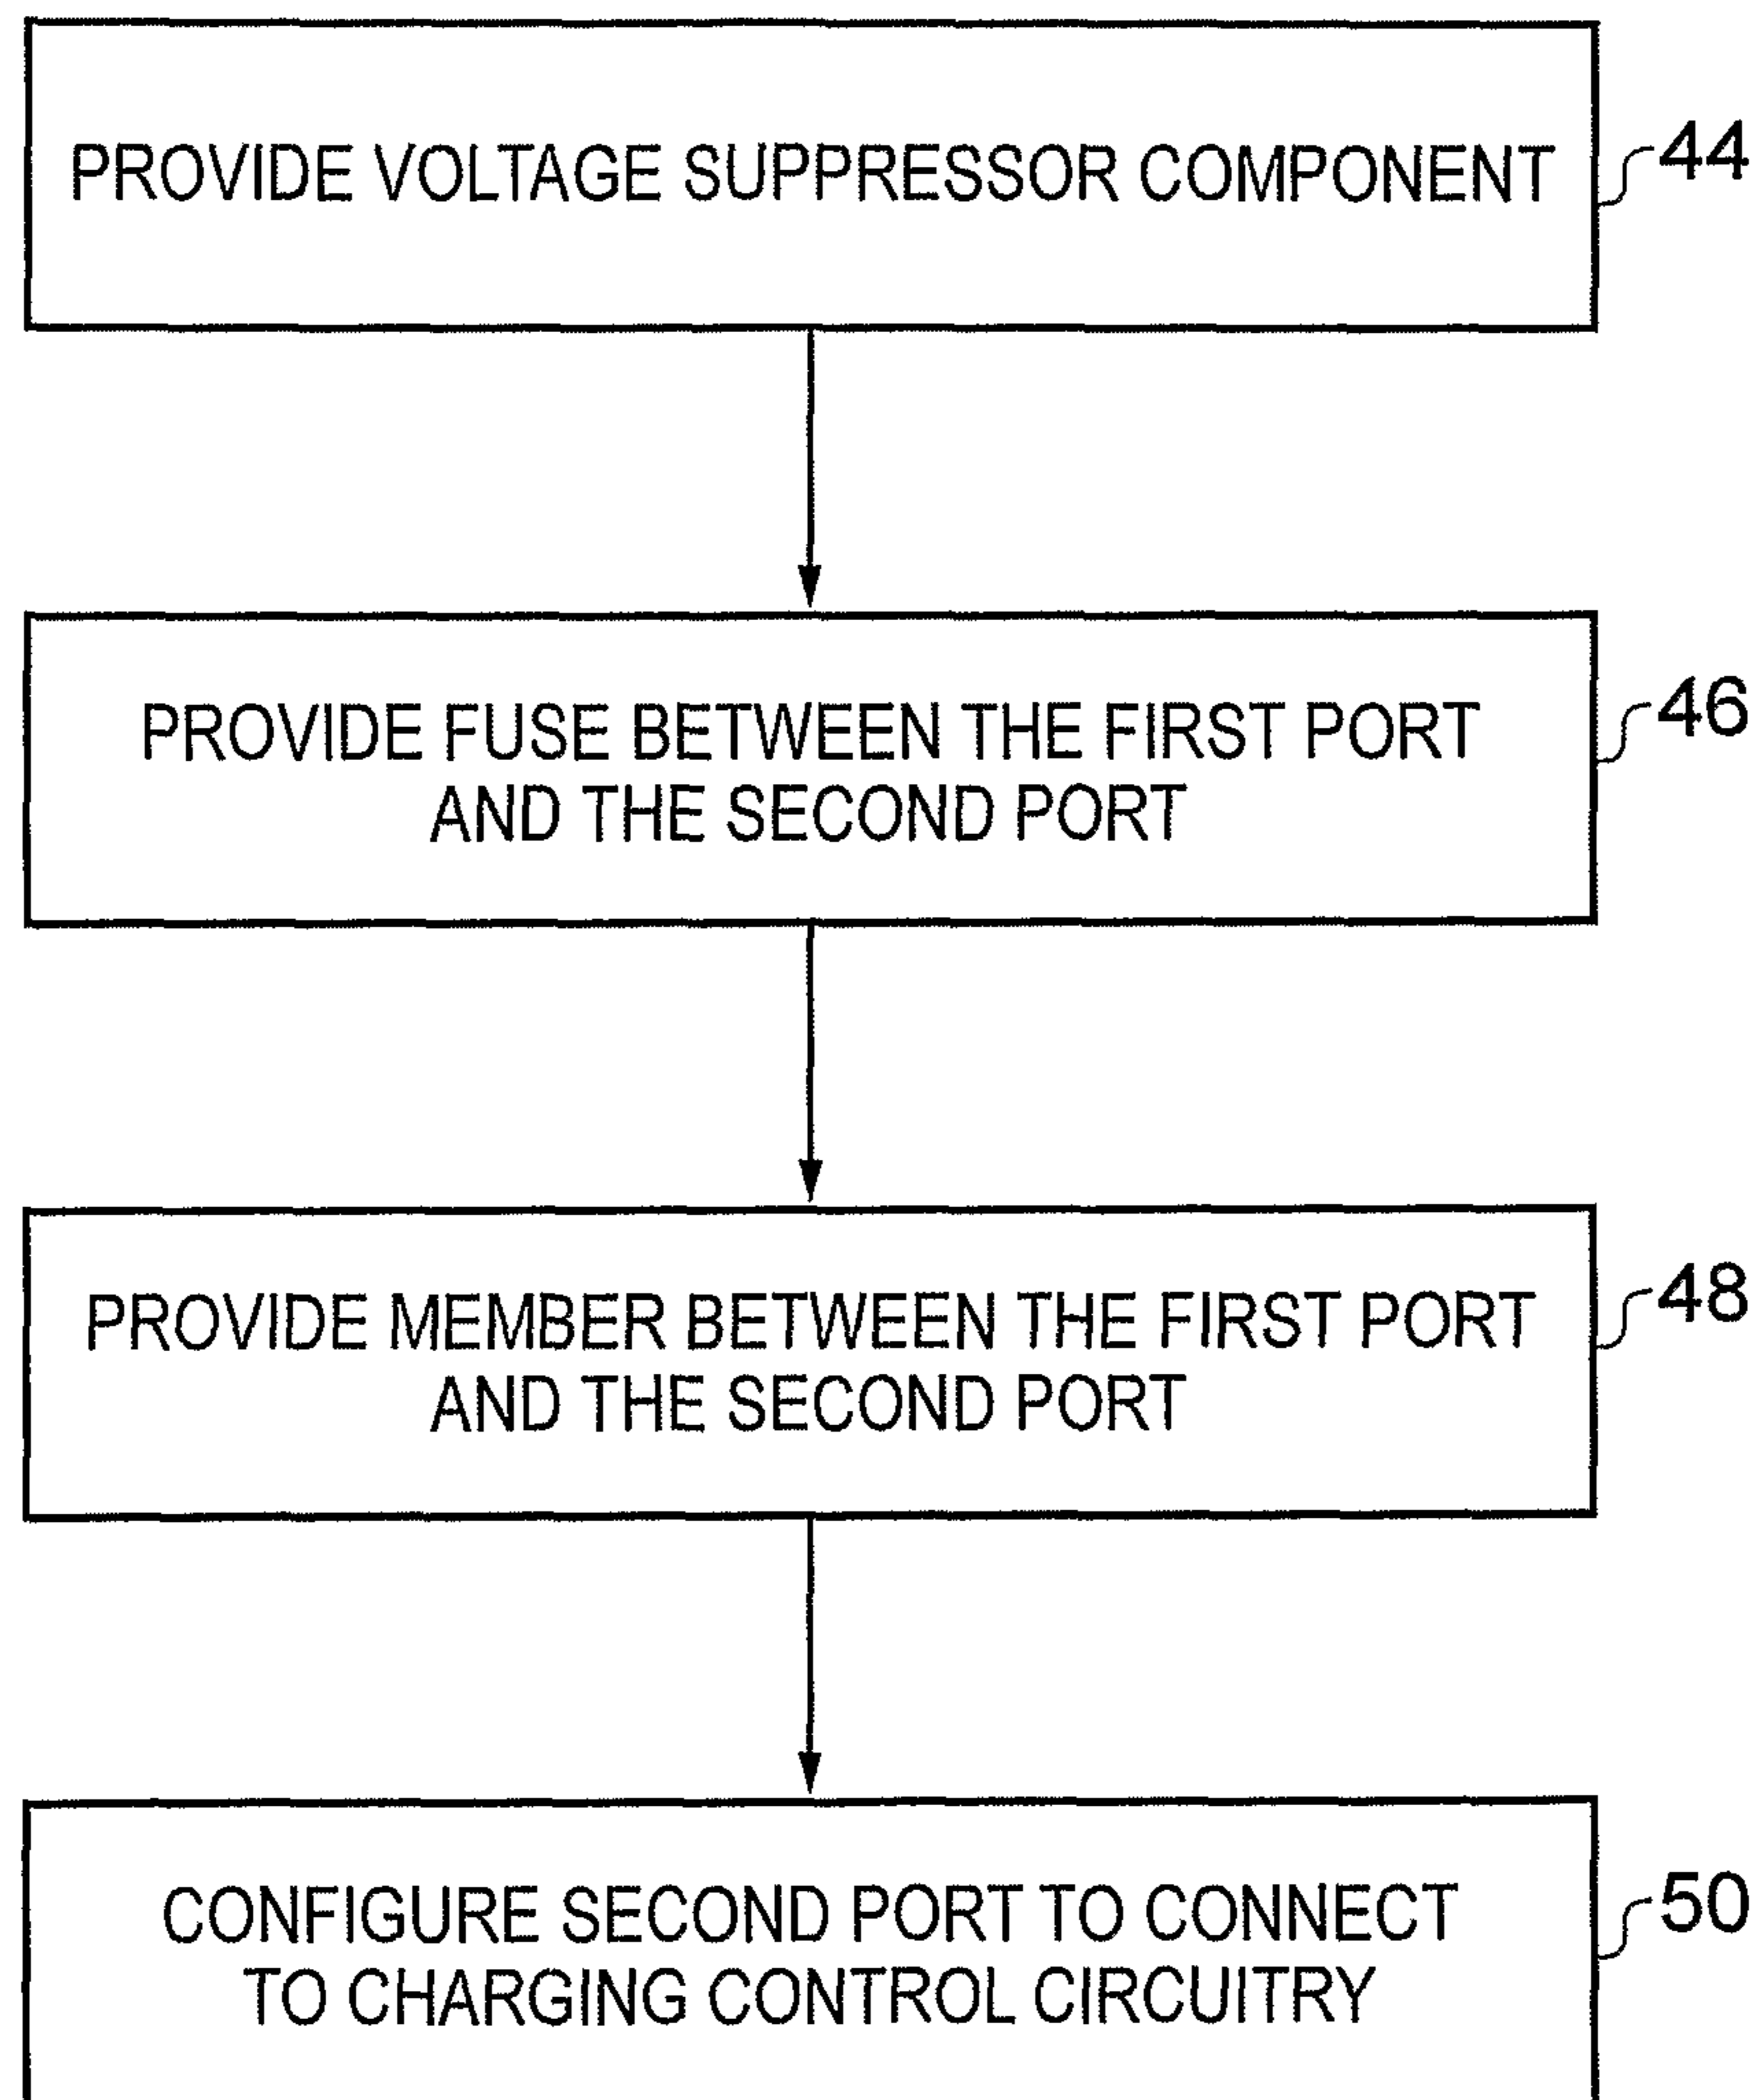 PROVIDE VOLTAGE SUPPRESSOR COMPONENT
44
PROVIDE FUSE BETWEEN THE FIRST PORT
AND THE SECOND PORT
46
PROVIDE MEMBER BETWEEN THE FIRST PORT
AND THE SECOND PORT
48
CONFIGURE SECOND PORT TO CONNECT
TO CHARGING CONTROL CIRCUITRY
50